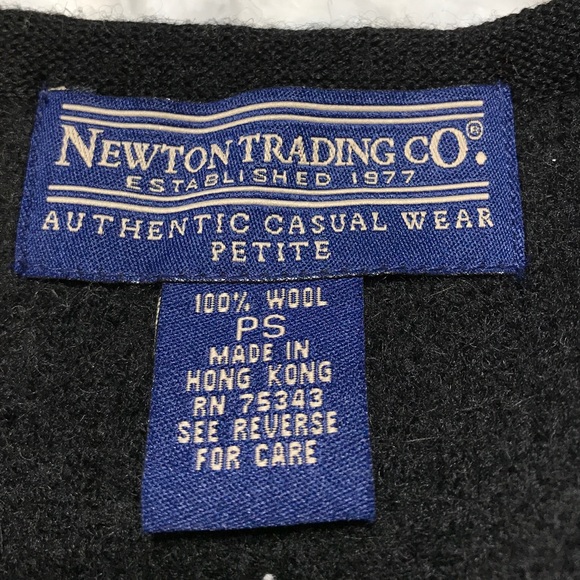 NEWTON TRADING CO.®
ESTABLISHED 1977
AUTHENTIC CASUAL WEAR
PETITE
100% WOOL
PS
MADE IN
HONG KONG
RN 75343
SEE REVERSE
FOR CARE